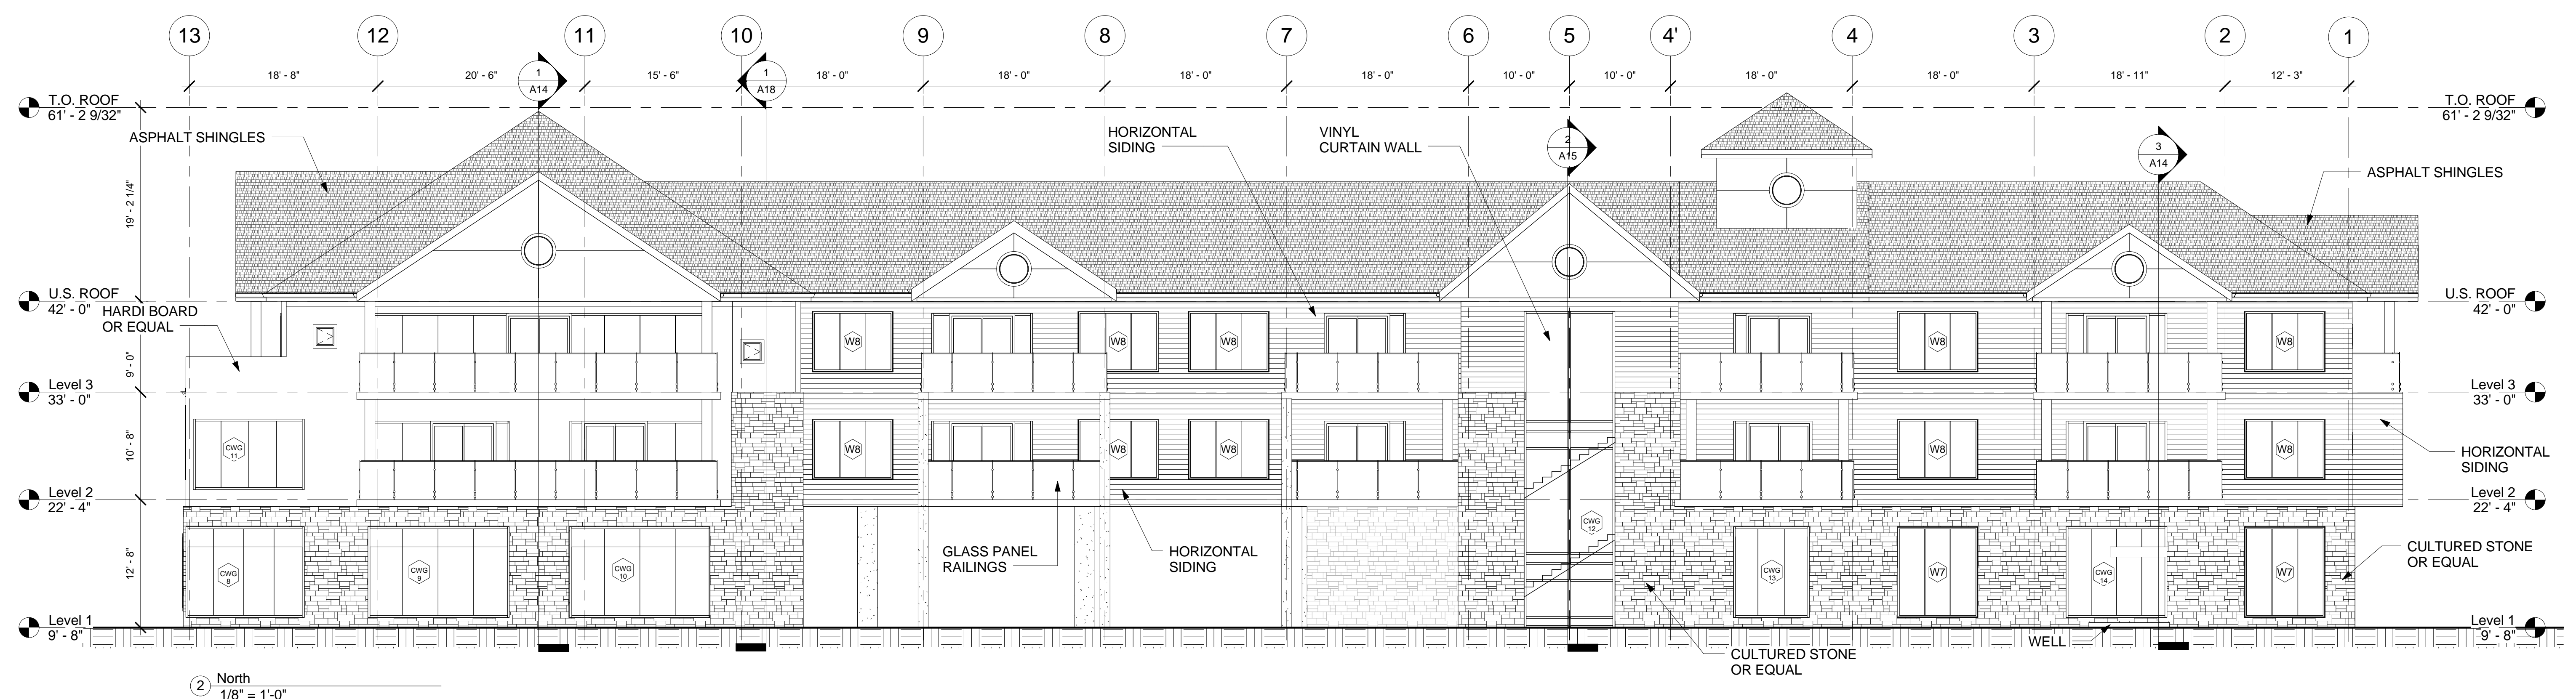 13 12 11 10 9 8 7 6 5 4' 4 3 2 1
18' - 8" 20' - 6" 15' - 6" 18' - 0" 18' - 0" 18' - 0" 18' - 0" 10' - 0" 10' - 0" 18' - 0" 18' - 0" 18' - 11" 12' - 3"
1
A14
1
A18
T.O. ROOF
61' - 2 9/32"
T.O. ROOF
61' - 2 9/32"
ASPHALT SHINGLES
HORIZONTAL
SIDING
VINYL
CURTAIN WALL
2
A15
3
A14
ASPHALT SHINGLES
19' - 2 1/4"
U.S. ROOF
42' - 0"
U.S. ROOF
42' - 0"
HARDI BOARD
OR EQUAL
W8 W8 W8 W8 W8
9' - 0"
Level 3
33' - 0"
Level 3
33' - 0"
CWG
11
W8 W8 W8 W8 W8
10' - 8"
HORIZONTAL
SIDING
Level 2
22' - 4"
Level 2
22' - 4"
CWG
12
GLASS PANEL
RAILINGS
HORIZONTAL
SIDING
CULTURED STONE
OR EQUAL
12' - 8"
CWG
8
CWG
9
CWG
10
CWG
13
W7
CWG
14
W7
Level 1
9' - 8"
Level 1
9' - 8"
WELL
CULTURED STONE
OR EQUAL
2 North
1/8" = 1'-0"